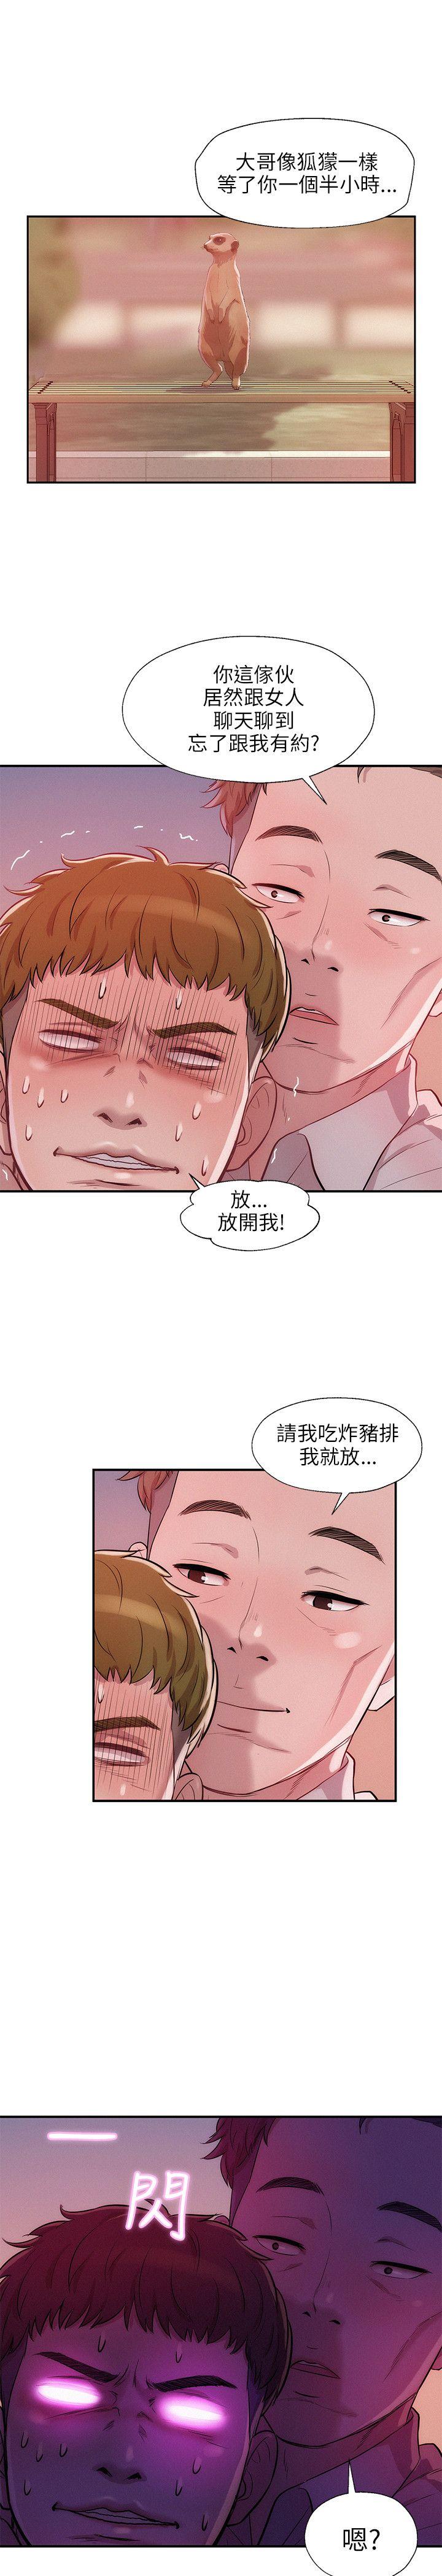 大哥像狐獴一樣
等了你一個半小時...
你這傢伙
居然跟女人
聊天聊到
忘了跟我有約?
放...
放開我!
請我吃炸豬排
我就放...
一閃
嗯?